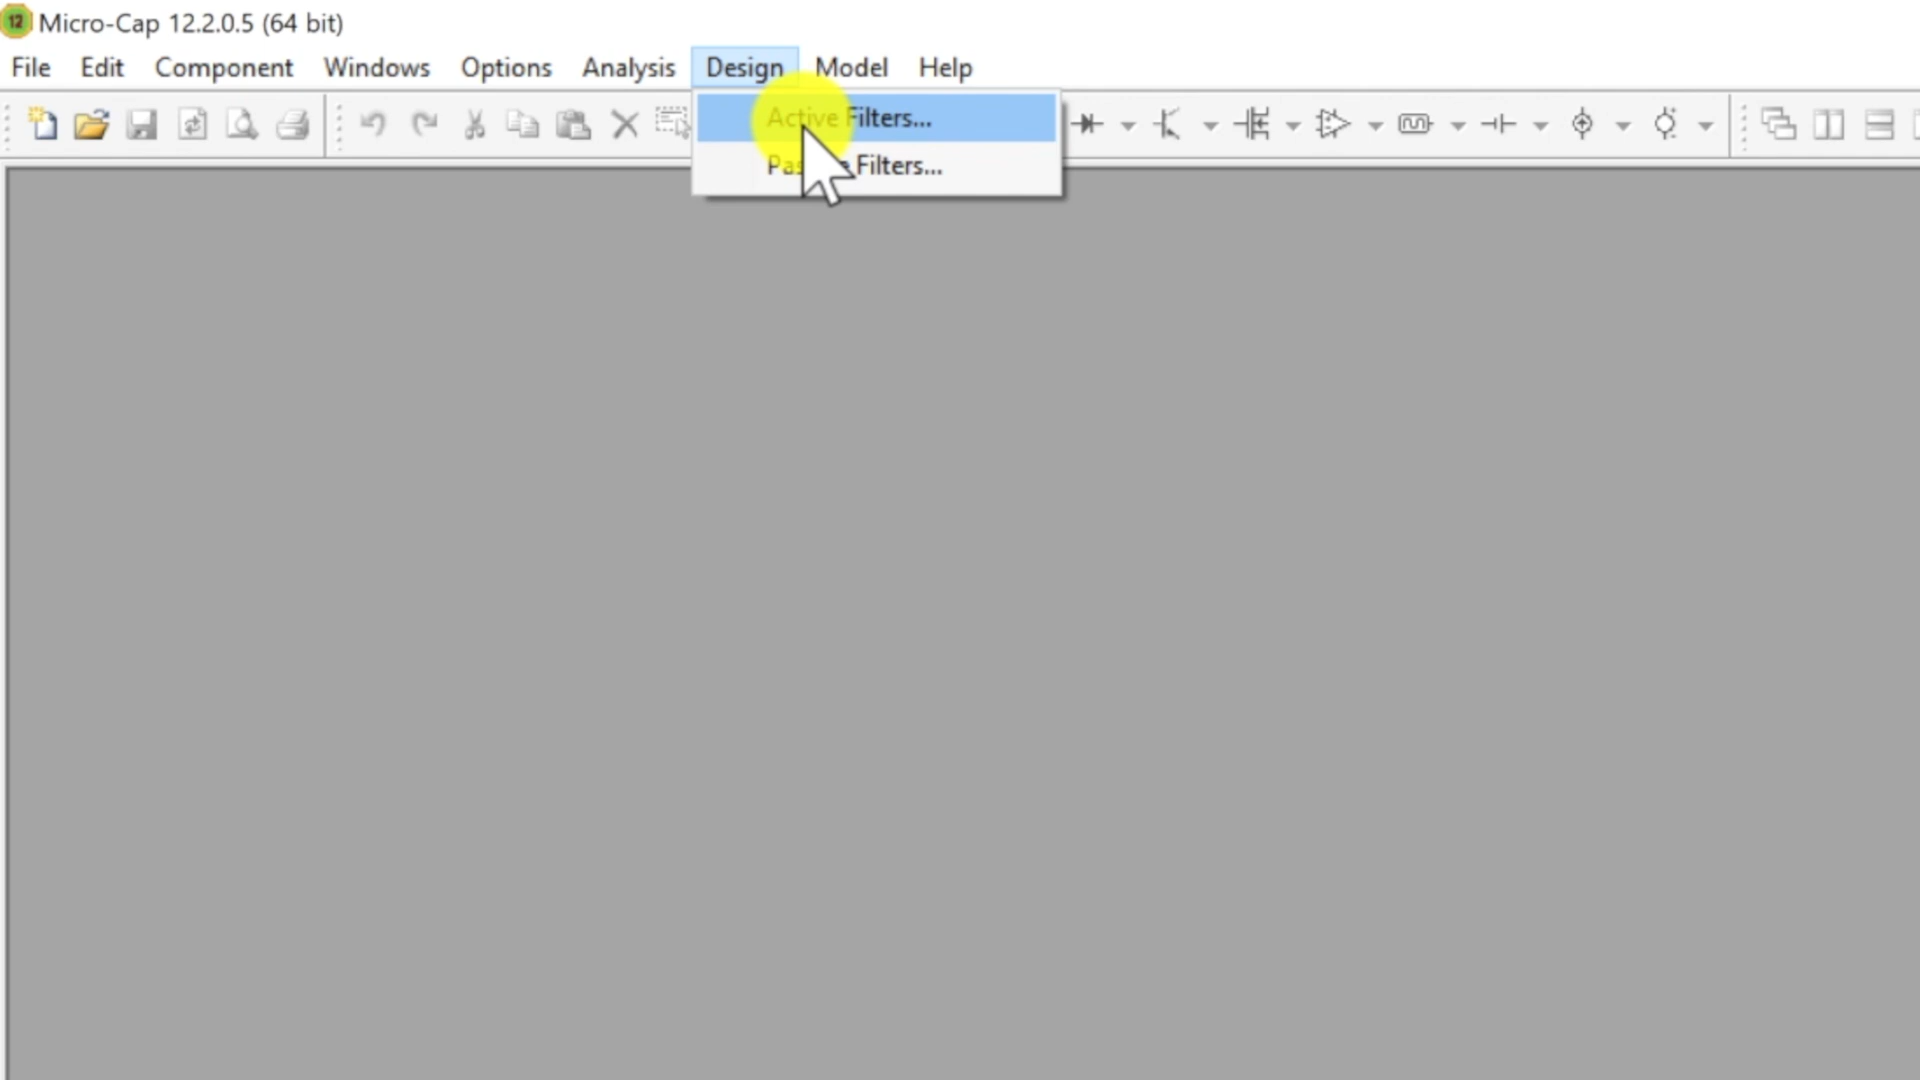 12 Micro-Cap 12.2.0.5 (64 bit)
File Edit Component Windows Options Analysis Design Model Help
Active Filters...
Filters...